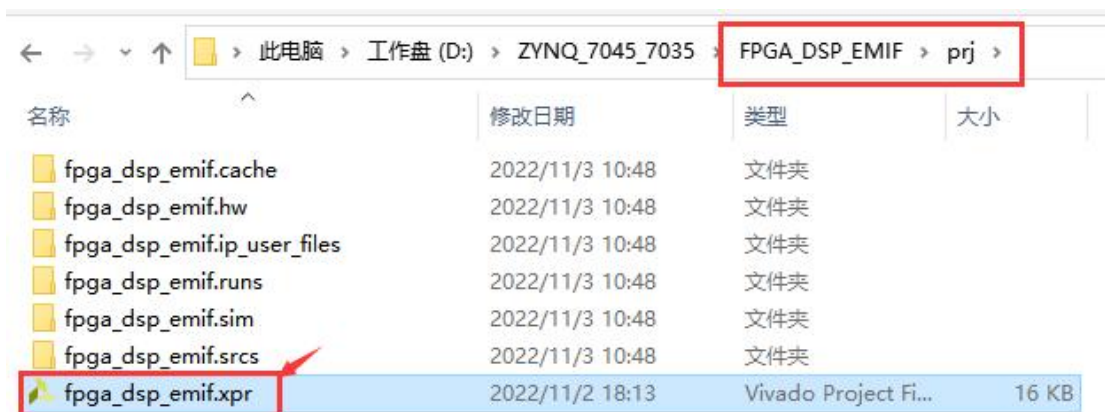 此电脑 > 工作盘 (D:) > ZYNQ_7045_7035 > FPGA_DSP_EMIF > prj >
名称 修改日期 类型 大小
fpga_dsp_emif.cache 2022/11/3 10:48 文件夹
fpga_dsp_emif.hw 2022/11/3 10:48 文件夹
fpga_dsp_emif.ip_user_files 2022/11/3 10:48 文件夹
fpga_dsp_emif.runs 2022/11/3 10:48 文件夹
fpga_dsp_emif.sim 2022/11/3 10:48 文件夹
fpga_dsp_emif.srcs 2022/11/3 10:48 文件夹
fpga_dsp_emif.xpr 2022/11/2 18:13 Vivado Project Fi... 16 KB